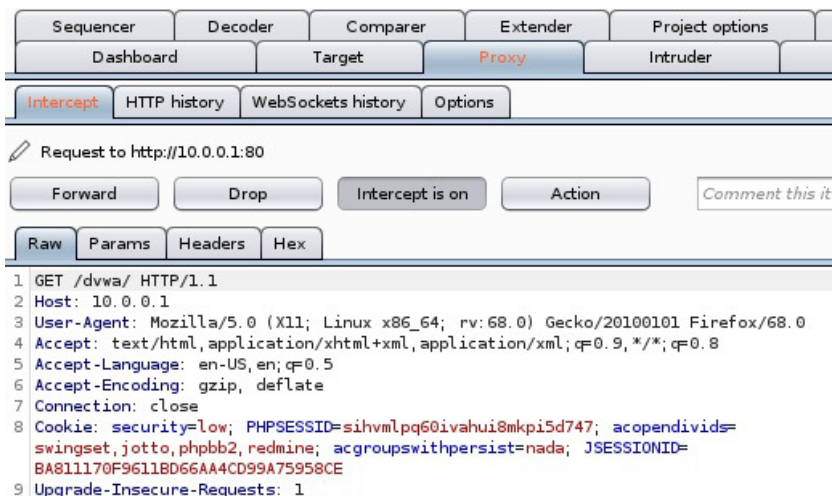 Sequencer Decoder Comparer Extender Project options
Dashboard Target Proxy Intruder
Intercept HTTP history WebSockets history Options
Request to http://10.0.0.1:80
Forward Drop Intercept is on Action Comment this it
Raw Params Headers Hex
1 GET /dvwa/ HTTP/1.1
2 Host: 10.0.0.1
3 User-Agent: Mozilla/5.0 (X11; Linux x86_64; rv:68.0) Gecko/20100101 Firefox/68.0
4 Accept: text/html,application/xhtml+xml,application/xml;q=0.9,*/*;q=0.8
5 Accept-Language: en-US,en;q=0.5
6 Accept-Encoding: gzip, deflate
7 Connection: close
8 Cookie: security=low; PHPSESSID=sihvmlpq60ivahui8mkpi5d747; acopendivids=
swingset,jotto,phpbb2,redmine; acgroupswithpersist=nada; JSESSIONID=
BA811170F9611BD66AA4CD99A75958CE
9 Upgrade-Insecure-Requests: 1